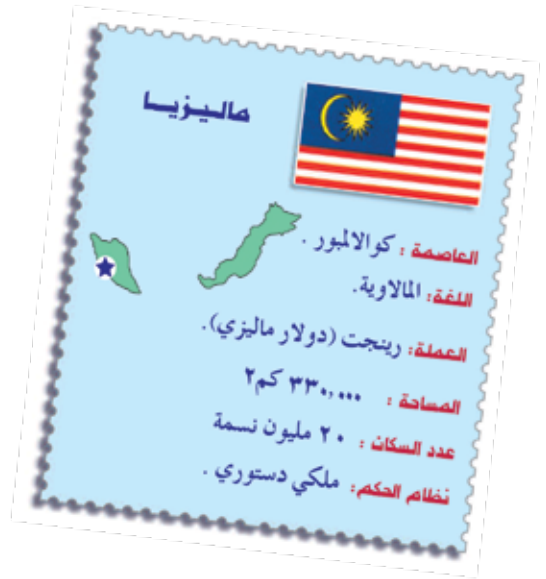 ماليزيا
العاصمة : كوالالمبور .
اللغة: المالاوية.
العملة: رينجت (دولار ماليزي).
المساحة : ٣٣٠,٠٠٠ كم٢
عدد السكان : ٢٠ مليون نسمة
نظام الحكم: ملكي دستوري .